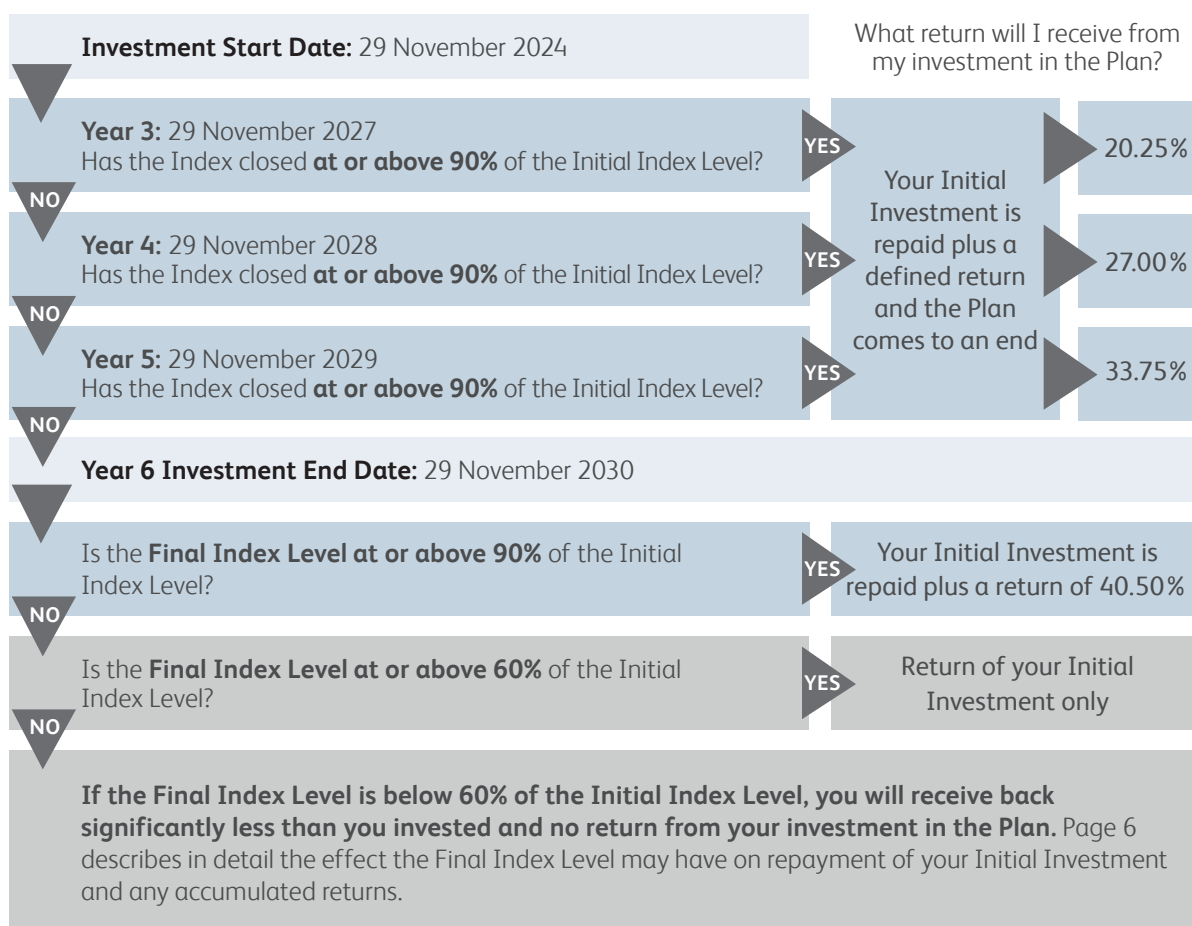 Investment Start Date: 29 November 2024
What return will I receive from
my investment in the Plan?
Year 3: 29 November 2027
Has the Index closed at or above 90% of the Initial Index Level?
YES
20.25%
NO
Year 4: 29 November 2028
Has the Index closed at or above 90% of the Initial Index Level?
YES
27.00%
NO
Year 5: 29 November 2029
Has the Index closed at or above 90% of the Initial Index Level?
YES
33.75%
Your Initial
Investment is
repaid plus a
defined return
and the Plan
comes to an end
NO
Year 6 Investment End Date: 29 November 2030
Is the Final Index Level at or above 90% of the Initial
Index Level?
YES
Your Initial Investment is
repaid plus a return of 40.50%
NO
Is the Final Index Level at or above 60% of the Initial
Index Level?
YES
Return of your Initial
Investment only
NO
If the Final Index Level is below 60% of the Initial Index Level, you will receive back
significantly less than you invested and no return from your investment in the Plan. Page 6
describes in detail the effect the Final Index Level may have on repayment of your Initial Investment
and any accumulated returns.